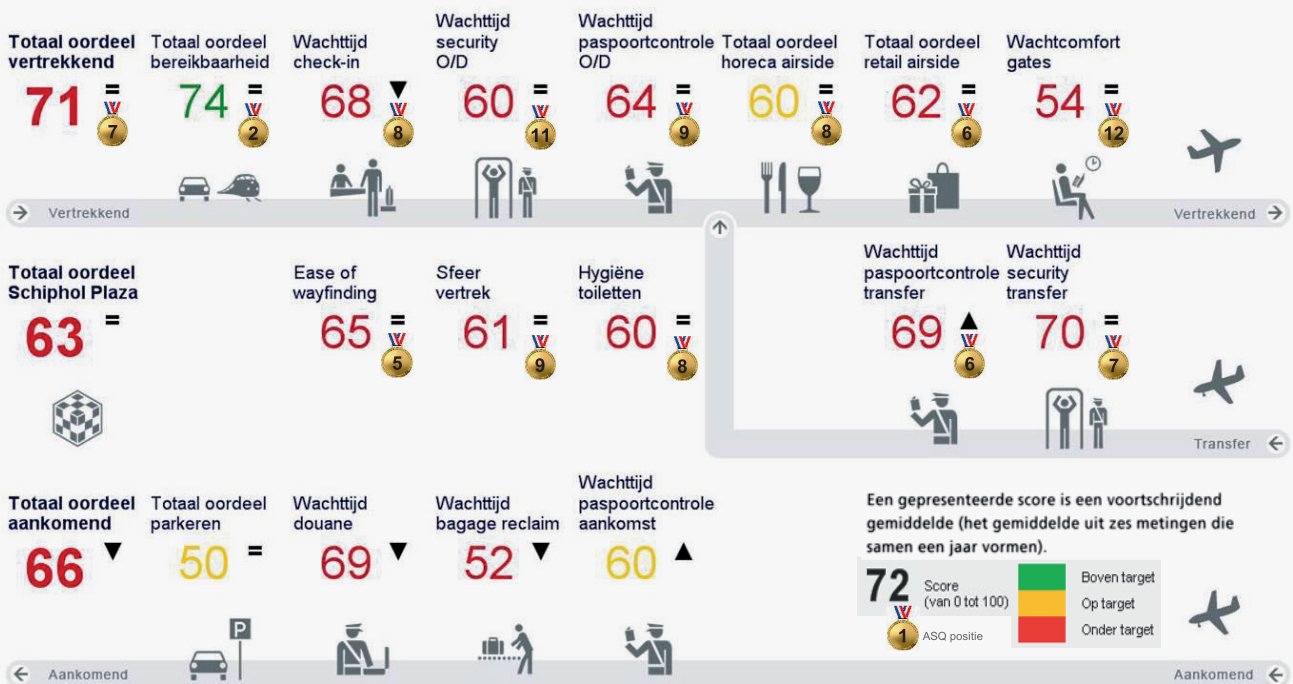 Totaal oordeel
vertrekkend
71 =
7
Totaal oordeel
bereikbaarheid
74 =
2
Wachttijd
check-in
68 ▼
8
Wachttijd
security
O/D
60 =
11
Wachttijd
paspoortcontrole
O/D
64 =
9
Totaal oordeel
horeca airside
60 =
8
Totaal oordeel
retail airside
62 =
6
Wachtcomfort
gates
54 =
12
Vertrekkend
Vertrekkend
Totaal oordeel
Schiphol Plaza
63 =
Ease of
wayfinding
65 =
5
Sfeer
vertrek
61 =
9
Hygiëne
toiletten
60 =
8
Wachttijd
paspoortcontrole
transfer
69 ▲
6
Wachttijd
security
transfer
70 =
7
Transfer
Totaal oordeel
aankomend
66 ▼
Totaal oordeel
parkeren
50 =
P
Wachttijd
douane
69 ▼
Wachttijd
bagage reclaim
52 ▼
Wachttijd
paspoortcontrole
aankomst
60 ▲
Een gepresenteerde score is een voortschrijdend
gemiddelde (het gemiddelde uit zes metingen die
samen een jaar vormen).
72 Score
(van 0 tot 100)
1 ASQ positie
Boven target
Op target
Onder target
Aankomend
Aankomend